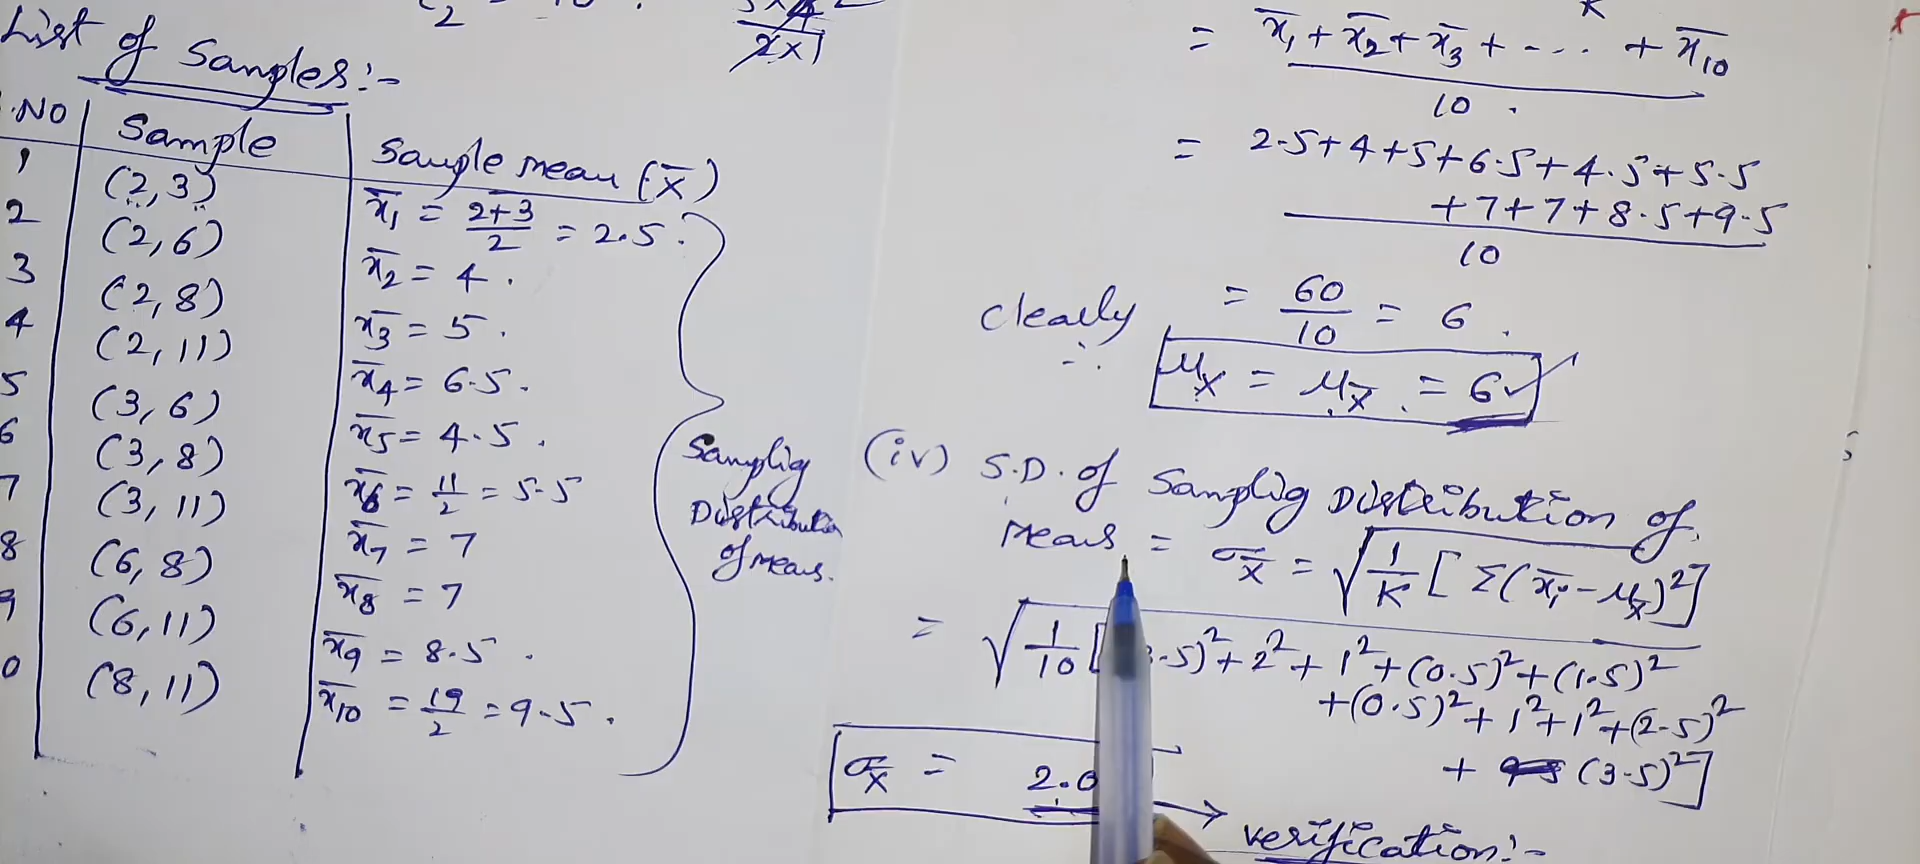 List of Samples:-
.NO Sample Sample mean (x̄)
1 (2,3) x̄₁ = 2+3/2 = 2.5.
2 (2,6) x̄₂ = 4.
3 (2,8) x̄₃ = 5.
4 (2,11) x̄₄ = 6.5.
5 (3,6) x̄₅ = 4.5.
6 (3,8) x̄₆ = 11/2 = 5.5
7 (3,11) x̄₇ = 7
8 (6,8) x̄₈ = 7
9 (6,11) x̄₉ = 8.5.
0 (8,11) x̄₁₀ = 19/2 = 9.5.
Samplig
Distribution
of means.
= x̄₁ + x̄₂ + x̄₃ + -... + x̄₁₀
10.
= 2.5+4+5+6.5+4.5+5.5
+7+7+8.5+9.5
10
clearly = 60/10 = 6.
∴ μx = μx̄ = 6 ✓
(iv) S.D. of Samplig Distribution of
Means = σx̄ = √1/K [Σ(x̄ᵢ-μx̄)²]
= √1/10 [ .5)²+2²+1²+(0.5)²+(1.5)²
+(0.5)²+1²+1²+(2.5)²
+ (3.5)²]
σx̄ = 2.0
verification:-